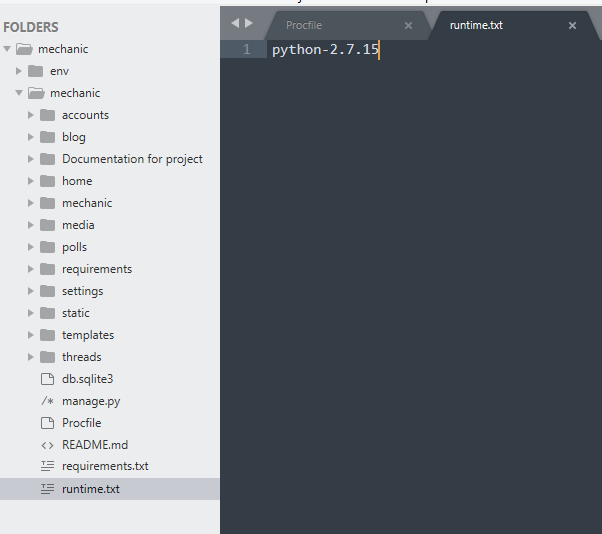 FOLDERS
mechanic
env
mechanic
accounts
blog
Documentation for project
home
mechanic
media
polls
requirements
settings
static
templates
threads
db.sqlite3
/* manage.py
Procfile
<> README.md
requirements.txt
runtime.txt
Procfile ×
runtime.txt ×
1 python-2.7.15